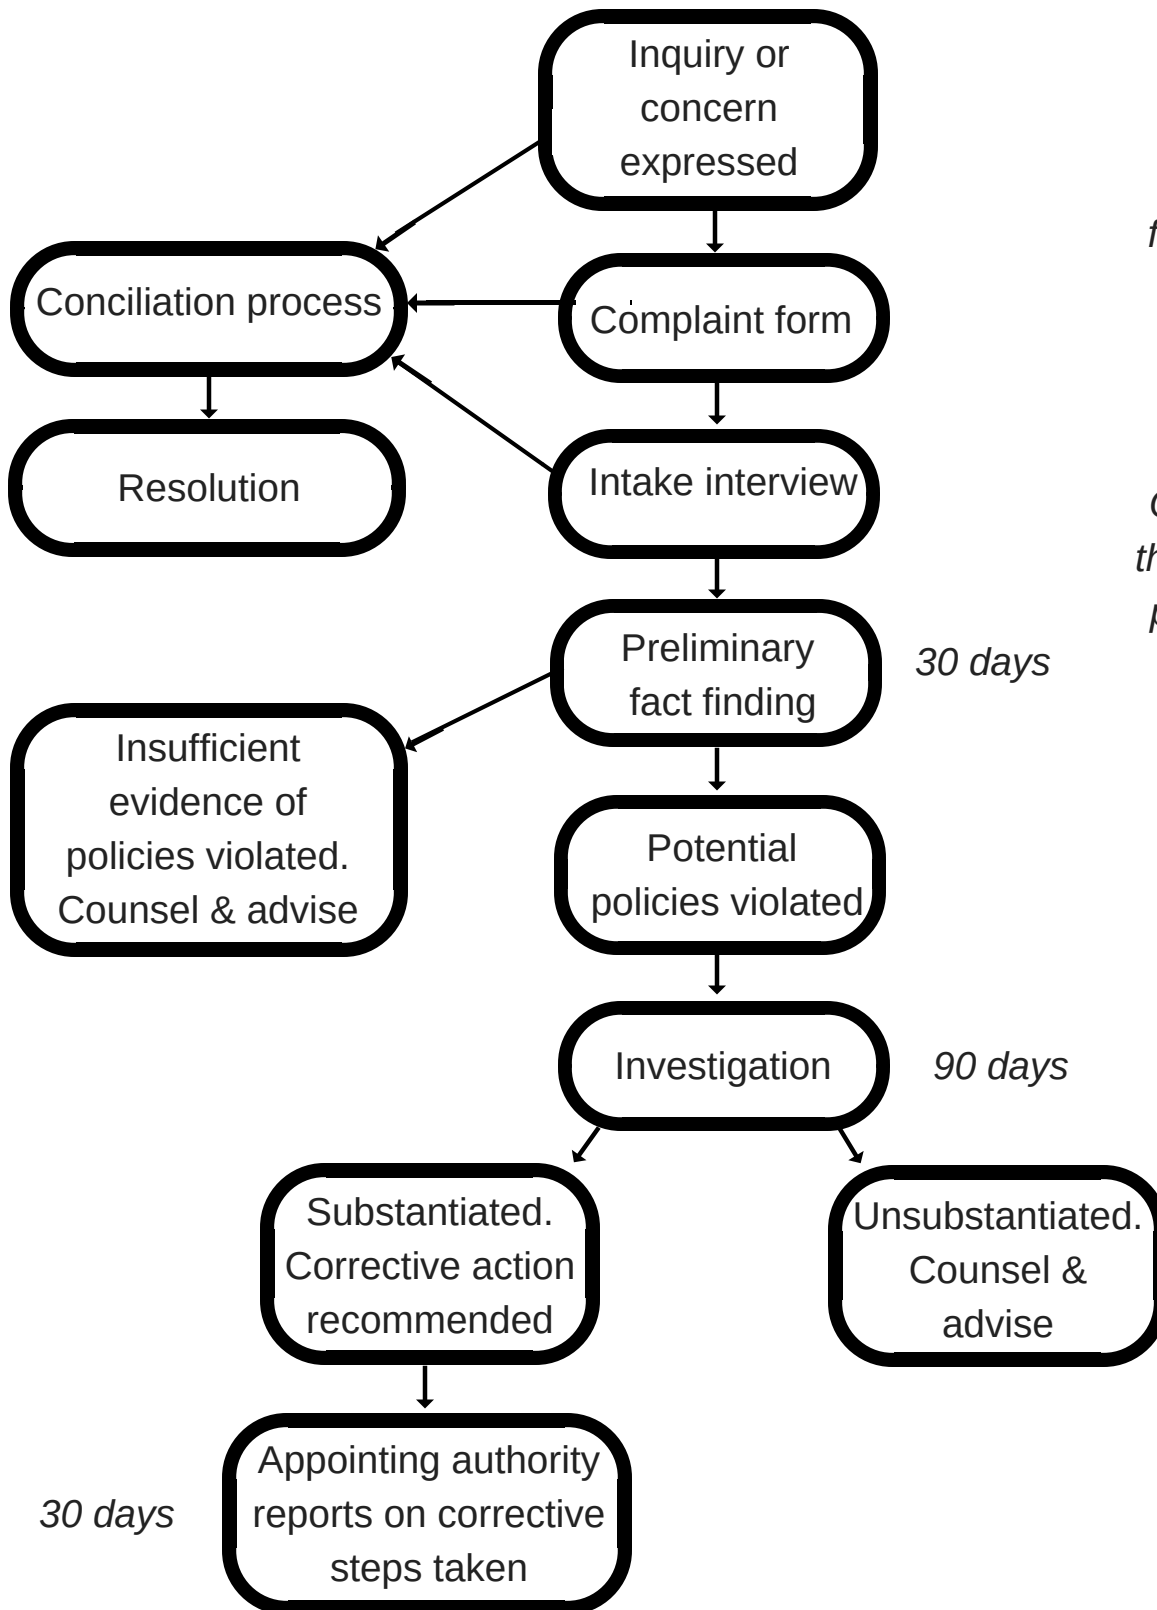 Inquiry or
concern
expressed
Conciliation process
Complaint form
Resolution
Intake interview
Preliminary
fact finding
30 days
Insufficient
evidence of
policies violated.
Counsel & advise
Potential
policies violated
Investigation
90 days
Substantiated.
Corrective action
recommended
Unsubstantiated.
Counsel &
advise
30 days
Appointing authority
reports on corrective
steps taken